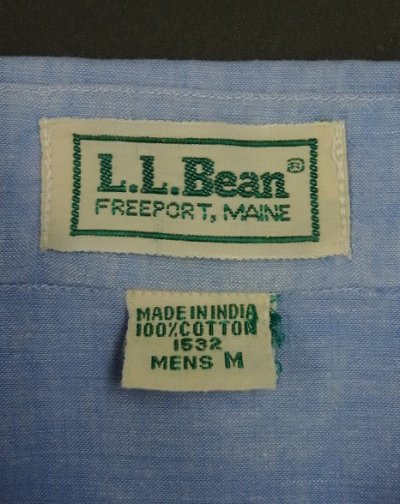 L.L.Bean®
FREEPORT, MAINE
MADE IN INDIA
100% COTTON
1532
MENS M